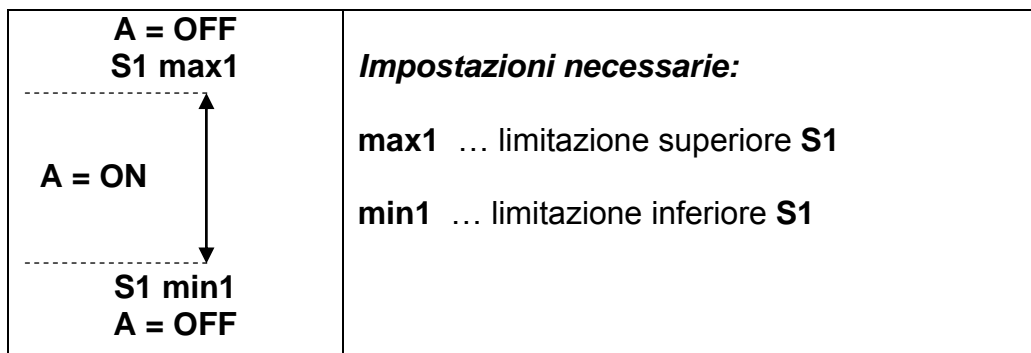 A = OFF
S1 max1
A = ON
S1 min1
A = OFF
Impostazioni necessarie:
max1 … limitazione superiore S1
min1 … limitazione inferiore S1